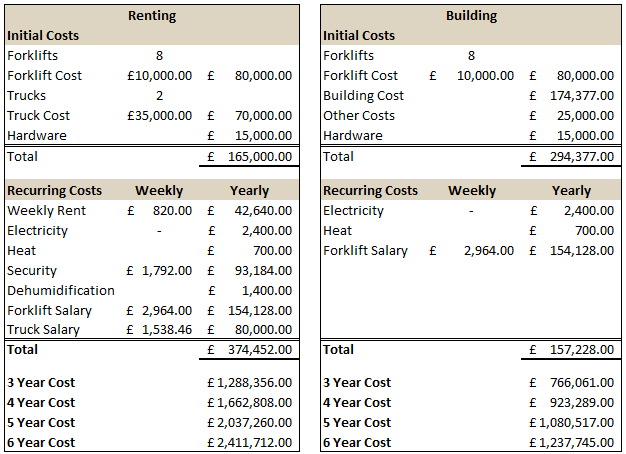 Renting
Initial Costs
Forklifts 8
Forklift Cost £10,000.00 £ 80,000.00
Trucks 2
Truck Cost £35,000.00 £ 70,000.00
Hardware £ 15,000.00
Total £ 165,000.00
Recurring Costs Weekly Yearly
Weekly Rent £ 820.00 £ 42,640.00
Electricity - £ 2,400.00
Heat £ 700.00
Security £ 1,792.00 £ 93,184.00
Dehumidification £ 1,400.00
Forklift Salary £ 2,964.00 £ 154,128.00
Truck Salary £ 1,538.46 £ 80,000.00
Total £ 374,452.00
3 Year Cost £1,288,356.00
4 Year Cost £1,662,808.00
5 Year Cost £2,037,260.00
6 Year Cost £2,411,712.00
Building
Initial Costs
Forklifts 8
Forklift Cost £ 10,000.00 £ 80,000.00
Building Cost £ 174,377.00
Other Costs £ 25,000.00
Hardware £ 15,000.00
Total £ 294,377.00
Recurring Costs Weekly Yearly
Electricity - £ 2,400.00
Heat £ 700.00
Forklift Salary £ 2,964.00 £ 154,128.00
Total £ 157,228.00
3 Year Cost £ 766,061.00
4 Year Cost £ 923,289.00
5 Year Cost £1,080,517.00
6 Year Cost £1,237,745.00